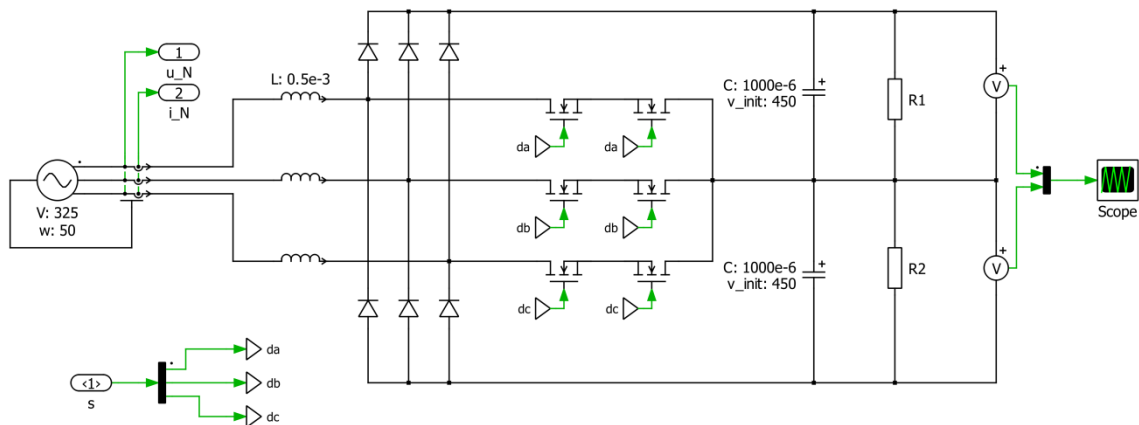 1
u_N
2
i_N
L: 0.5e-3
V: 325
w: 50
da
da
db
db
dc
dc
C: 1000e-6
v_init: 450
C: 1000e-6
v_init: 450
R1
R2
+
+
+
V
+
V
Scope
<1>
s
da
db
dc